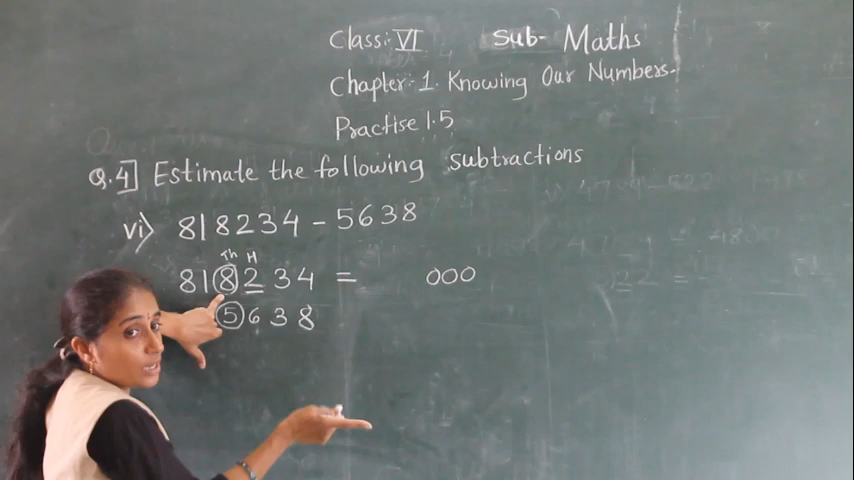 Class:- VI Sub- Maths
Chapter-1. Knowing Our Numbers.
Practise 1.5
Q.4] Estimate the following subtractions
vi) 818234 - 5638
Th H
818234 = 000
5638